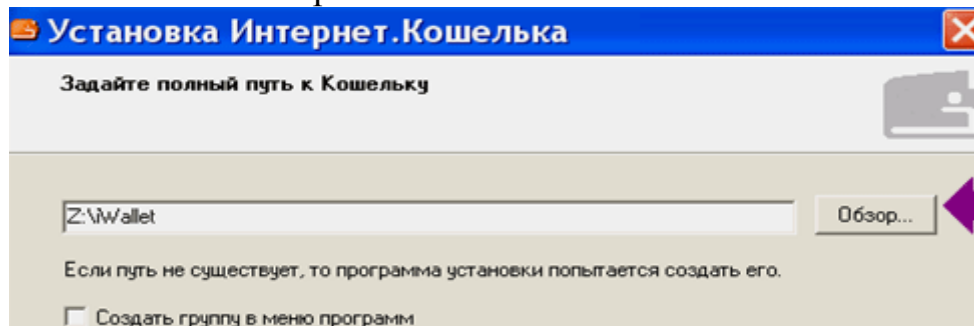 Установка Интернет.Кошелька
Задайте полный путь к Кошельку
Z:\iWallet
Обзор...
Если путь не существует, то программа установки попытается создать его.
Создать группу в меню программ